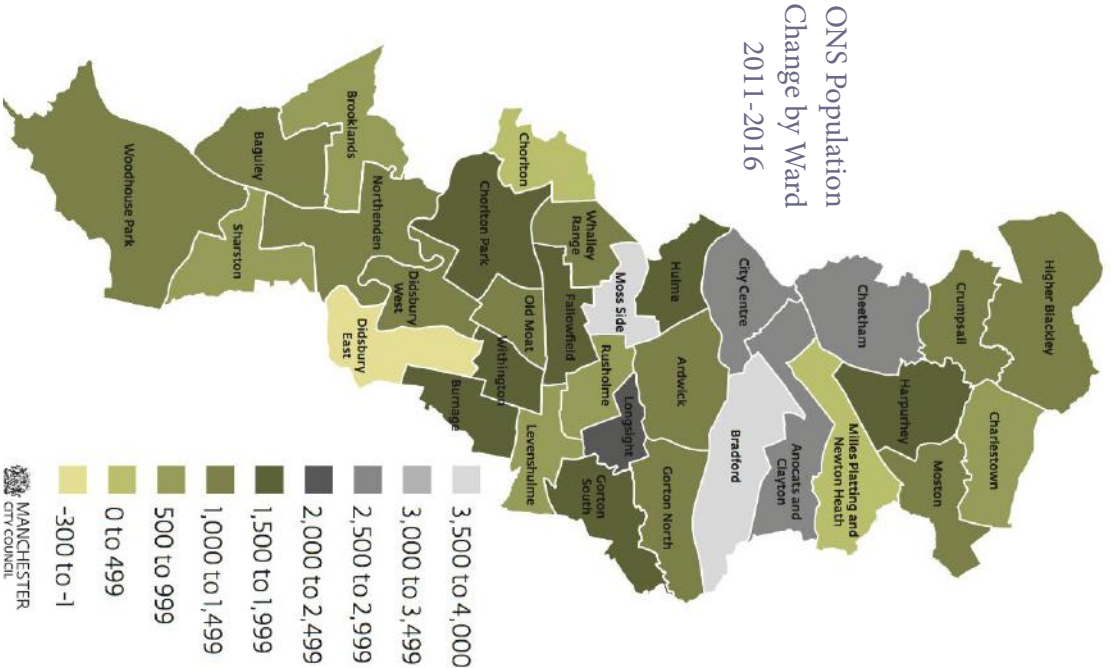 ONS Population
Change by Ward
2011-2016
Higher Blackley
Charlestown
Crumpsall
Moston
Harpurhey
Cheetham
Milles Platting and
Newton Heath
Anocats and
Clayton
City Centre
Bradford
Hulme
Ardwick
Gorton North
Moss Side
Longsight
Rusholme
Gorton
South
Whalley
Range
Fallowfield
Levenshulme
Chorlton
Chorlton Park
Old Moat
Withington
Burnage
Didsbury
West
Didsbury
East
Northenden
Brooklands
Baguley
Sharston
Woodhouse Park
3,500 to 4,000
3,000 to 3,499
2,500 to 2,999
2,000 to 2,499
1,500 to 1,999
1,000 to 1,499
500 to 999
0 to 499
-300 to -1
MANCHESTER
CITY COUNCIL